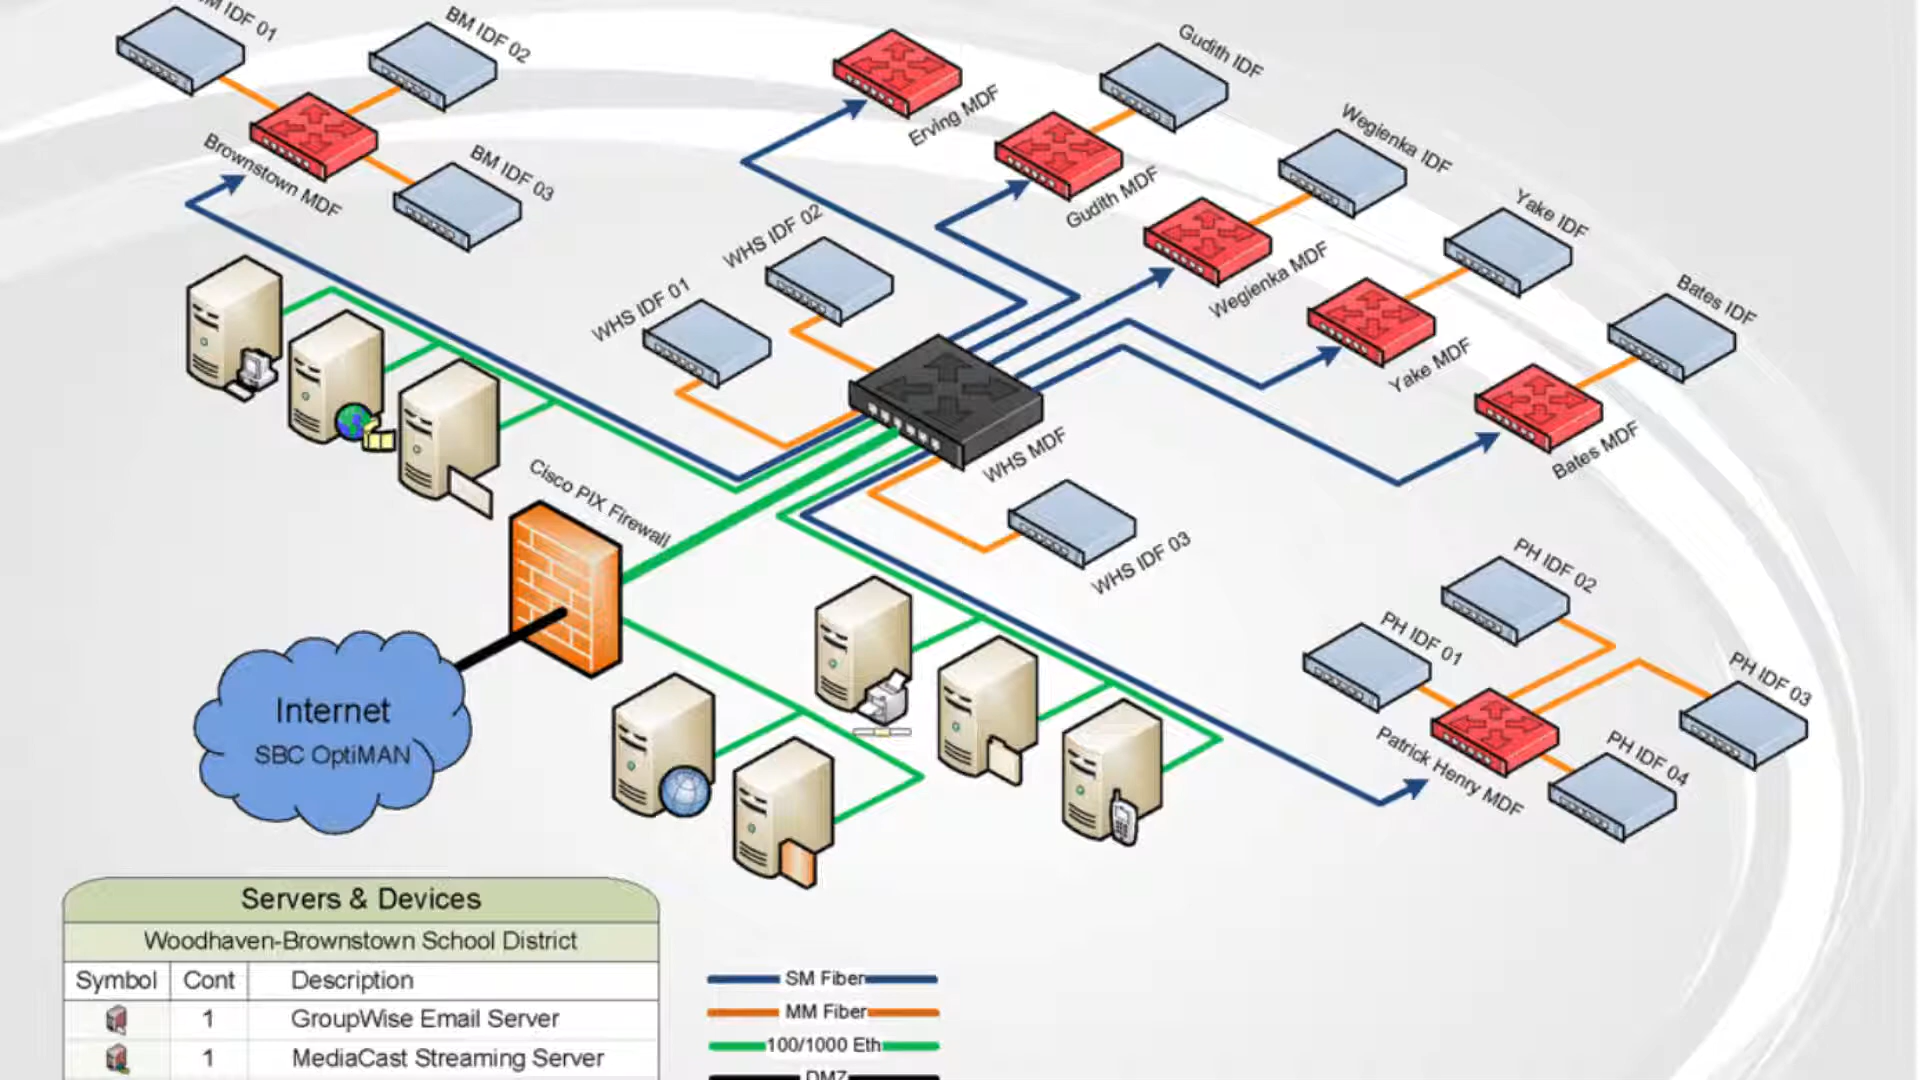 IDF 01
BM IDF 02
BM IDF 03
Brownstown MDF
Erving MDF
Gudith IDF
Gudith MDF
Wegienka IDF
Wegienka MDF
Yake IDF
Yake MDF
Bates IDF
Bates MDF
WHS IDF 02
WHS IDF 01
WHS MDF
WHS IDF 03
Cisco PIX Firewall
PH IDF 02
PH IDF 01
PH IDF 03
PH IDF 04
Patrick Henry MDF
Internet
SBC OptiMAN
Servers & Devices
Woodhaven-Brownstown School District
Symbol Cont Description
1 GroupWise Email Server
1 MediaCast Streaming Server
SM Fiber
MM Fiber
100/1000 Eth
DMZ